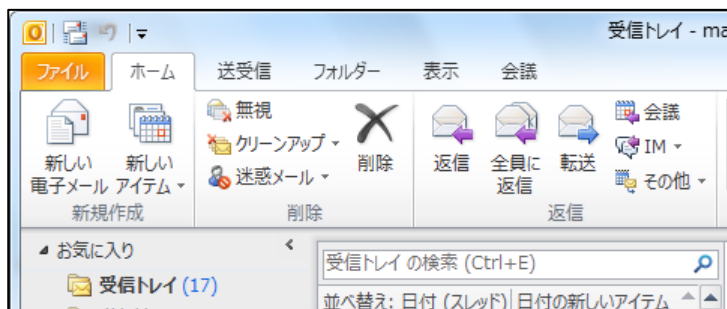 受信トレイ - ma
ファイル ホーム 送受信 フォルダー 表示 会議
新しい
電子メール
新しい
アイテム
新規作成
無視
クリーンアップ
迷惑メール
削除
削除
返信
全員に
返信
転送
会議
IM
その他
返信
お気に入り
受信トレイ (17)
受信トレイ の検索 (Ctrl+E)
並べ替え: 日付 (スレッド) 日付の新しいアイテム